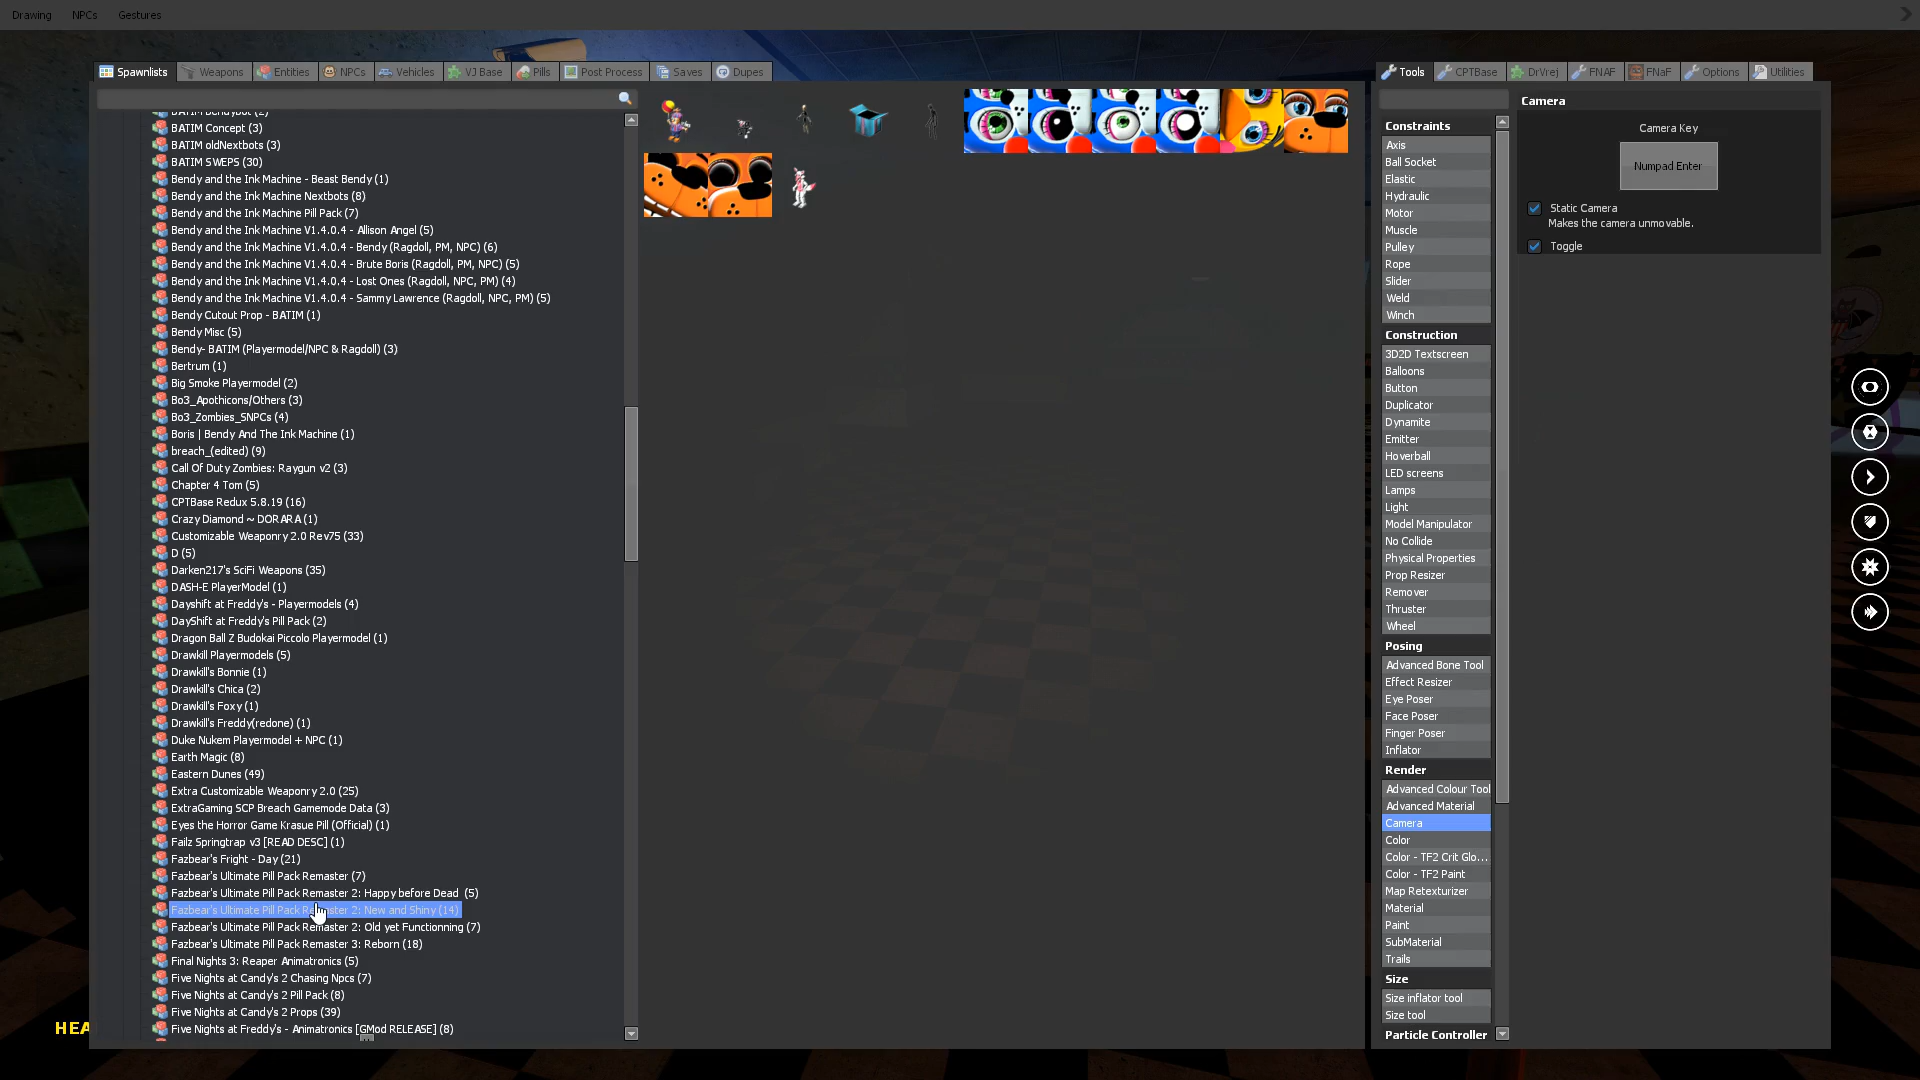 Drawing NPCs Gestures
Spawnlists Weapons Entities NPCs Vehicles VJ Base Pills Post Process Saves Dupes
Tools CPTBase DrVrej FNAF FNaF Options Utilities
BATIM Bendybot (2)
BATIM Concept (3)
BATIM oldNextbots (3)
BATIM SWEPS (30)
Bendy and the Ink Machine - Beast Bendy (1)
Bendy and the Ink Machine Nextbots (8)
Bendy and the Ink Machine Pill Pack (7)
Bendy and the Ink Machine V1.4.0.4 - Allison Angel (5)
Bendy and the Ink Machine V1.4.0.4 - Bendy (Ragdoll, PM, NPC) (6)
Bendy and the Ink Machine V1.4.0.4 - Brute Boris (Ragdoll, PM, NPC) (5)
Bendy and the Ink Machine V1.4.0.4 - Lost Ones (Ragdoll, NPC, PM) (4)
Bendy and the Ink Machine V1.4.0.4 - Sammy Lawrence (Ragdoll, NPC, PM) (5)
Bendy Cutout Prop - BATIM (1)
Bendy Misc (5)
Bendy- BATIM (Playermodel/NPC & Ragdoll) (3)
Bertrum (1)
Big Smoke Playermodel (2)
Bo3_Apothicons/Others (3)
Bo3_Zombies_SNPCs (4)
Boris | Bendy And The Ink Machine (1)
breach_(edited) (9)
Call Of Duty Zombies: Raygun v2 (3)
Chapter 4 Tom (5)
CPTBase Redux 5.8.19 (16)
Crazy Diamond ~ DORARA (1)
Customizable Weaponry 2.0 Rev75 (33)
D (5)
Darken217's SciFi Weapons (35)
DASH-E PlayerModel (1)
Dayshift at Freddy's - Playermodels (4)
DayShift at Freddy's Pill Pack (2)
Dragon Ball Z Budokai Piccolo Playermodel (1)
Drawkill Playermodels (5)
Drawkill's Bonnie (1)
Drawkill's Chica (2)
Drawkill's Foxy (1)
Drawkill's Freddy(redone) (1)
Duke Nukem Playermodel + NPC (1)
Earth Magic (8)
Eastern Dunes (49)
Extra Customizable Weaponry 2.0 (25)
ExtraGaming SCP Breach Gamemode Data (3)
Eyes the Horror Game Krasue Pill (Official) (1)
Failz Springtrap v3 [READ DESC] (1)
Fazbear's Fright - Day (21)
Fazbear's Ultimate Pill Pack Remaster (7)
Fazbear's Ultimate Pill Pack Remaster 2: Happy before Dead (5)
Fazbear's Ultimate Pill Pack Remaster 2: New and Shiny (14)
Fazbear's Ultimate Pill Pack Remaster 2: Old yet Functionning (7)
Fazbear's Ultimate Pill Pack Remaster 3: Reborn (18)
Final Nights 3: Reaper Animatronics (5)
Five Nights at Candy's 2 Chasing Npcs (7)
Five Nights at Candy's 2 Pill Pack (8)
Five Nights at Candy's 2 Props (39)
Five Nights at Freddy's - Animatronics [GMod RELEASE] (8)
HEA
Constraints
Axis
Ball Socket
Elastic
Hydraulic
Motor
Muscle
Pulley
Rope
Slider
Weld
Winch
Construction
3D2D Textscreen
Balloons
Button
Duplicator
Dynamite
Emitter
Hoverball
LED screens
Lamps
Light
Model Manipulator
No Collide
Physical Properties
Prop Resizer
Remover
Thruster
Wheel
Posing
Advanced Bone Tool
Effect Resizer
Eye Poser
Face Poser
Finger Poser
Inflator
Render
Advanced Colour Tool
Advanced Material
Camera
Color
Color - TF2 Crit Glo...
Color - TF2 Paint
Map Retexturizer
Material
Paint
SubMaterial
Trails
Size
Size inflator tool
Size tool
Particle Controller
Camera
Camera Key
Numpad Enter
Static Camera
Makes the camera unmovable.
Toggle